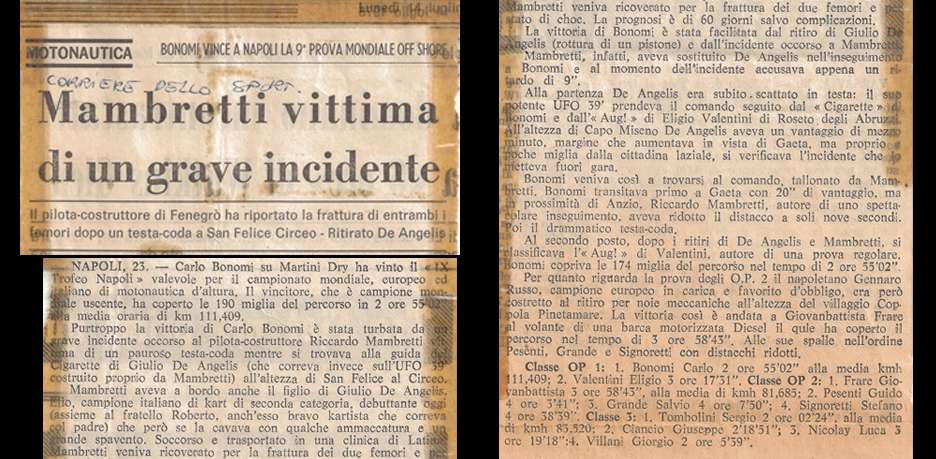 Lunedì 14 luglio
MOTONAUTICA
BONOMI VINCE A NAPOLI LA 9ª PROVA MONDIALE OFF SHORE
CORRIERE DELLO SPORT.
Mambretti vittima
di un grave incidente
Il pilota-costruttore di Fenegrò ha riportato la frattura di entrambi i
femori dopo un testa-coda a San Felice Circeo - Ritirato De Angelis
NAPOLI, 23. — Carlo Bonomi su Martini Dry ha vinto il « IX
Trofeo Napoli » valevole per il campionato mondiale, europeo ed
italiano di motonautica d'altura. Il vincitore, che è campione mon-
diale uscente, ha coperto le 190 miglia del percorso in 2 ore 55'02"
alla media oraria di km 111,409.
Purtroppo la vittoria di Carlo Bonomi è stata turbata da
grave incidente occorso al pilota-costruttore Riccardo Mambretti vit-
tima di un pauroso testa-coda mentre si trovava alla guida del
Cigarette di Giulio De Angelis (che correva invece sull'UFO 39'
costruito proprio da Mambretti) all'altezza di San Felice al Circeo.
Mambretti aveva a bordo anche il figlio di Giulio De Angelis,
Elio, campione italiano di kart di seconda categoria, debuttante oggi
(assieme al fratello Roberto, anch'esso bravo kartista che correva
col padre) che però se la cavava con qualche ammaccatura e un
grande spavento. Soccorso e trasportato in una clinica di Latina
Mambretti veniva ricoverato per la frattura dei due femori e per
Mambretti veniva ricoverato per la frattura dei due femori e per
stato di choc. La prognosi è di 60 giorni salvo complicazioni.
La vittoria di Bonomi è stata facilitata dal ritiro di Giulio De
Angelis (rottura di un pistone) e dall'incidente occorso a Mambretti.
Mambretti, infatti, aveva sostituito De Angelis nell'inseguimento
a Bonomi e al momento dell'incidente accusava appena un ri-
tardo di 9".
Alla partenza De Angelis era subito scattato in testa: il suo
potente UFO 39' prendeva il comando seguito dal « Cigarette » di
Bonomi e dall'« Aug! » di Eligio Valentini di Roseto degli Abruzzi.
All'altezza di Capo Miseno De Angelis aveva un vantaggio di mezzo
minuto, margine che aumentava in vista di Gaeta, ma proprio a
poche miglia dalla cittadina laziale, si verificava l'incidente che lo
metteva fuori gara.
Bonomi veniva così a trovarsi al comando, tallonato da Mam-
bretti. Bonomi transitava primo a Gaeta con 20" di vantaggio, ma
in prossimità di Anzio, Riccardo Mambretti, autore di uno spetta-
colare inseguimento, aveva ridotto il distacco a soli nove secondi.
Poi il drammatico testa-coda.
Al secondo posto, dopo i ritiri di De Angelis e Mambretti, si
classificava l'« Aug! » di Valentini, autore di una prova regolare.
Bonomi copriva le 174 miglia del percorso nel tempo di 2 ore 55'02".
Per quanto riguarda la prova degli O.P. 2 il napoletano Gennaro
Russo, campione europeo in carica e favorito d'obbligo, era però
costretto al ritiro per noie meccaniche all'altezza del villaggio Cop-
pola Pinetamare. La vittoria così è andata a Giovanbattista Frare
al volante di una barca motorizzata Diesel il qule ha coperto il
percorso nel tempo di 3 ore 58'43". Alle sue spalle nell'ordine
Pesenti, Grande e Signoretti con distacchi ridotti.
Classe OP 1: 1. Bonomi Carlo 2 ore 55'02" alla media kmh
111,409; 2. Valentini Eligio 3 ore 17'31". Classe OP 2: 1. Frare Gio-
vanbattista 3 ore 58'43", alla media di kmh 81,685; 2. Pesenti Guido
4 ore 3'41"; 3. Grande Salvio 4 ore 7'50"; 4. Signoretti Stefano
4 ore 38'39". Classe 3: 1. Tombolini Sergio 2 ore 02'24", alla media
di kmh 83,520; 2. Ciancio Giuseppe 2'18'51"; 3. Nicolay Luca 3
ore 19'18"; 4. Villani Giorgio 2 ore 5'39".